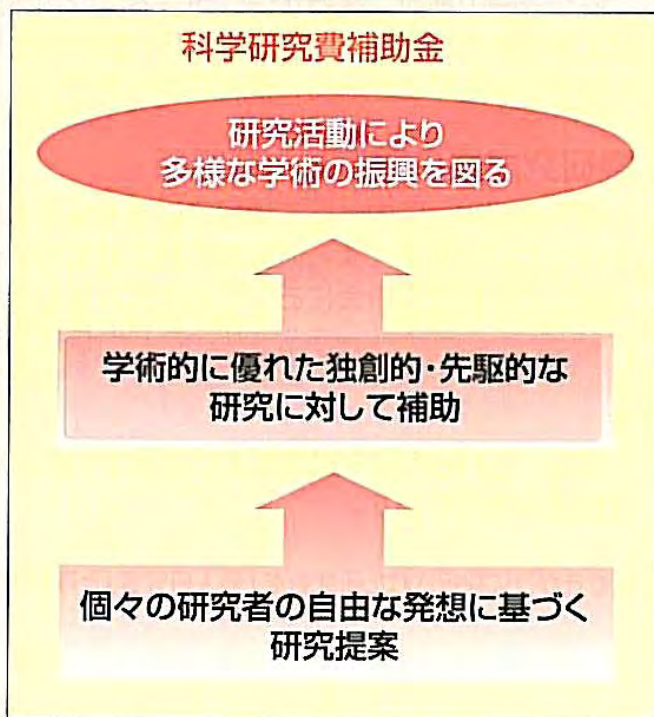 科学研究費補助金
研究活動により
多様な学術の振興を図る
学術的に優れた独創的・先駆的な
研究に対して補助
個々の研究者の自由な発想に基づく
研究提案